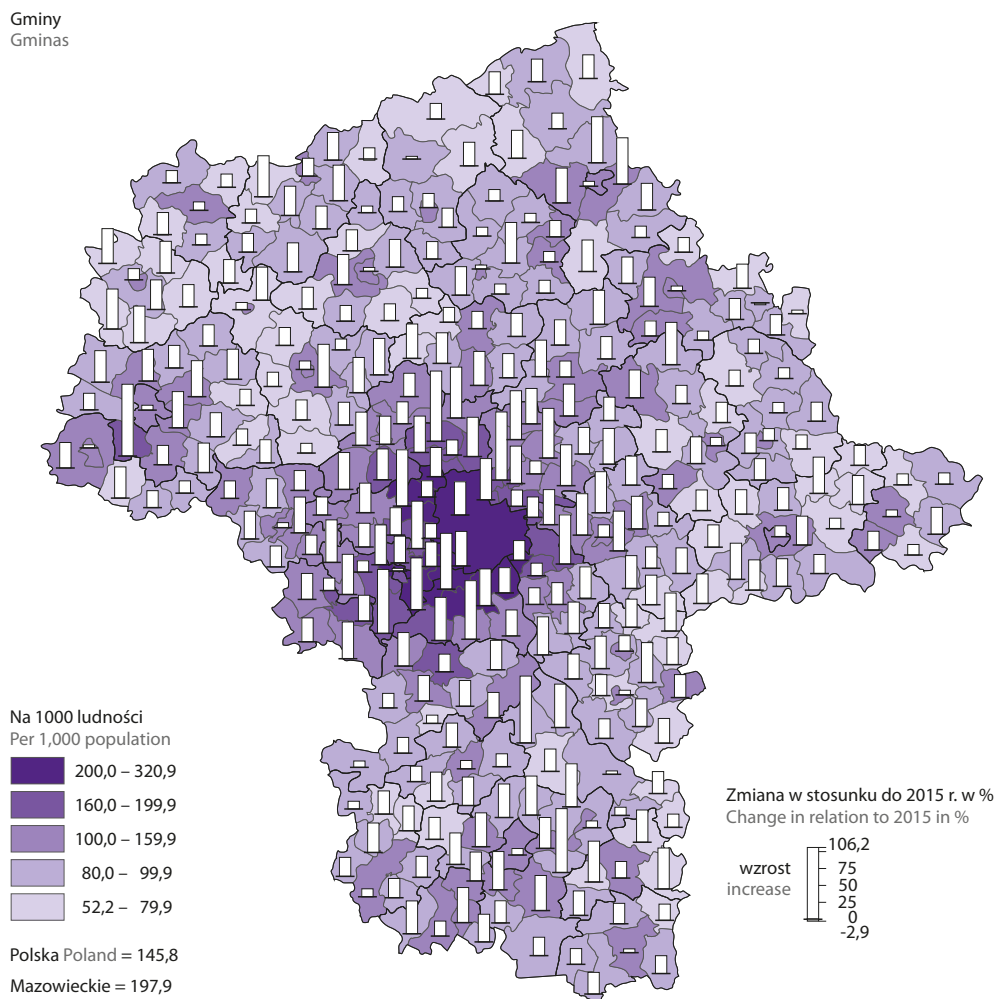 Gminy
Gminas
Na 1000 ludności
Per 1,000 population
200,0 – 320,9
160,0 – 199,9
100,0 – 159,9
80,0 – 99,9
52,2 – 79,9
Polska Poland = 145,8
Mazowieckie = 197,9
Zmiana w stosunku do 2015 r. w %
Change in relation to 2015 in %
wzrost
increase
106,2
75
50
25
0
-2,9